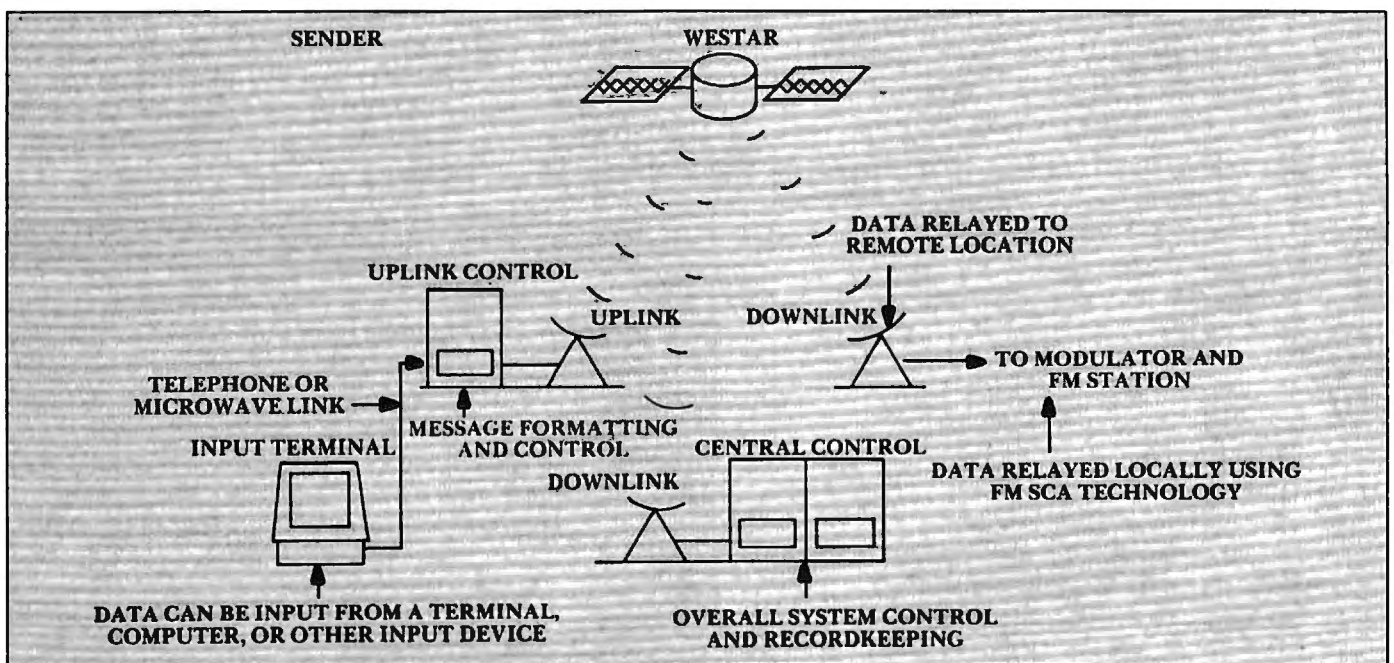 SENDER
WESTAR
DATA RELAYED TO
REMOTE LOCATION
UPLINK CONTROL
UPLINK
DOWNLINK
TO MODULATOR AND
FM STATION
TELEPHONE OR
MICROWAVE LINK
MESSAGE FORMATTING
AND CONTROL
INPUT TERMINAL
CENTRAL CONTROL
DATA RELAYED LOCALLY USING
FM SCA TECHNOLOGY
DOWNLINK
DATA CAN BE INPUT FROM A TERMINAL,
COMPUTER, OR OTHER INPUT DEVICE
OVERALL SYSTEM CONTROL
AND RECORDKEEPING